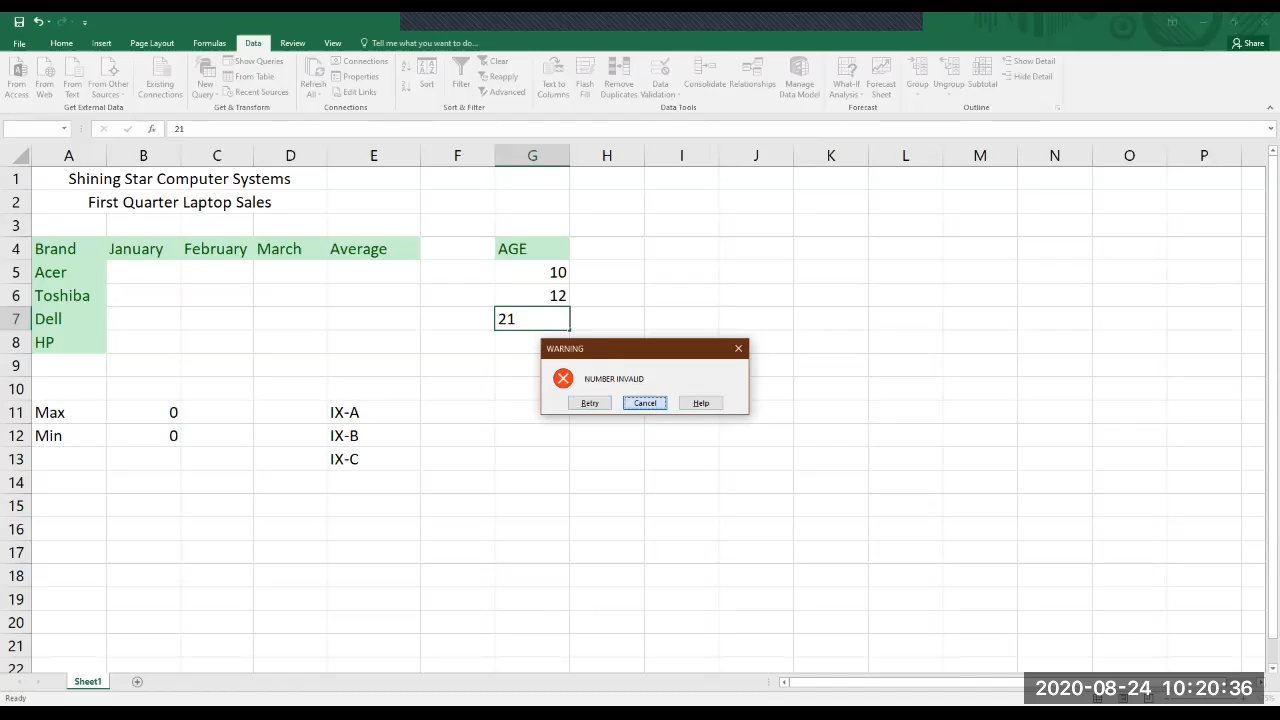 File Home Insert Page Layout Formulas Data Review View Tell me what you want to do... Share
From Access From Web From Text From Other Sources Existing Connections New Query Show Queries From Table Recent Sources Refresh All Connections Properties Edit Links Sort Filter Clear Reapply Advanced Text to Columns Flash Fill Remove Duplicates Data Validation Consolidate Relationships Manage Data Model What-If Analysis Forecast Sheet Group Ungroup Subtotal Show Detail Hide Detail
Get External Data Get & Transform Connections Sort & Filter Data Tools Forecast Outline
fx 21
A B C D E F G H I J K L M N O P
1 Shining Star Computer Systems
2 First Quarter Laptop Sales
3
4 Brand January February March Average AGE
5 Acer 10
6 Toshiba 12
7 Dell 21
8 HP
WARNING
NUMBER INVALID
Retry Cancel Help
9
10
11 Max 0 IX-A
12 Min 0 IX-B
13 IX-C
14
15
16
17
18
19
20
21
22
Sheet1
Ready
2020-08-24 10:20:36